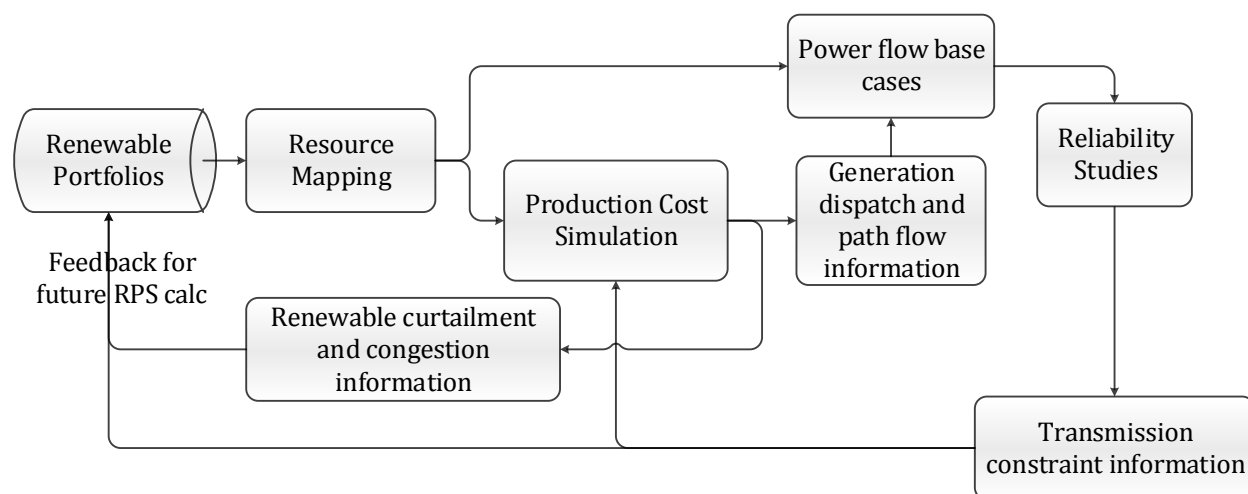 Renewable
Portfolios
Resource
Mapping
Power flow base
cases
Reliability
Studies
Production Cost
Simulation
Generation
dispatch and
path flow
information
Feedback for
future RPS calc
Renewable curtailment
and congestion
information
Transmission
constraint information